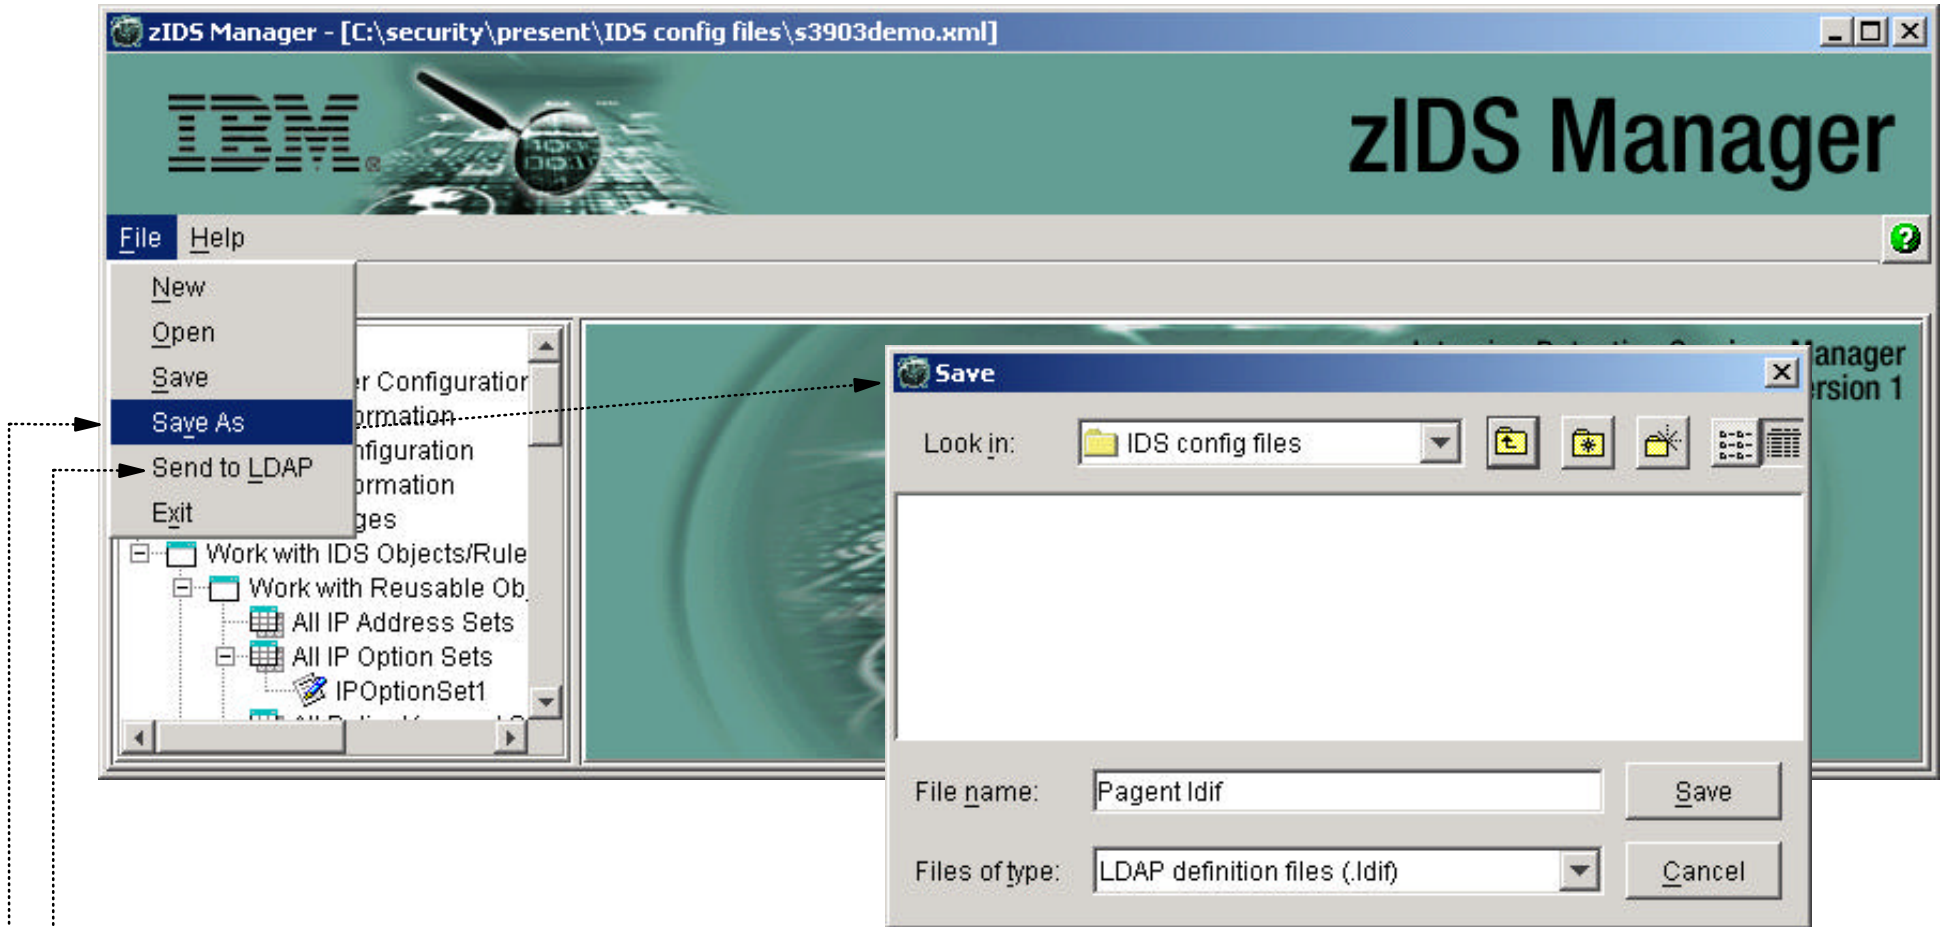 zIDS Manager - [C:\security\present\IDS config files\s3903demo.xml]
IBM®
zIDS Manager
File Help
New
Open
Save
Save As
Send to LDAP
Exit
r Configuration
ormation
nfiguration
ormation
ges
Work with IDS Objects/Rule
Work with Reusable Ob
All IP Address Sets
All IP Option Sets
IPOptionSet1
Manager
ersion 1
Save
Look in: IDS config files
File name: Pagent ldif Save
Files of type: LDAP definition files (.ldif) Cancel